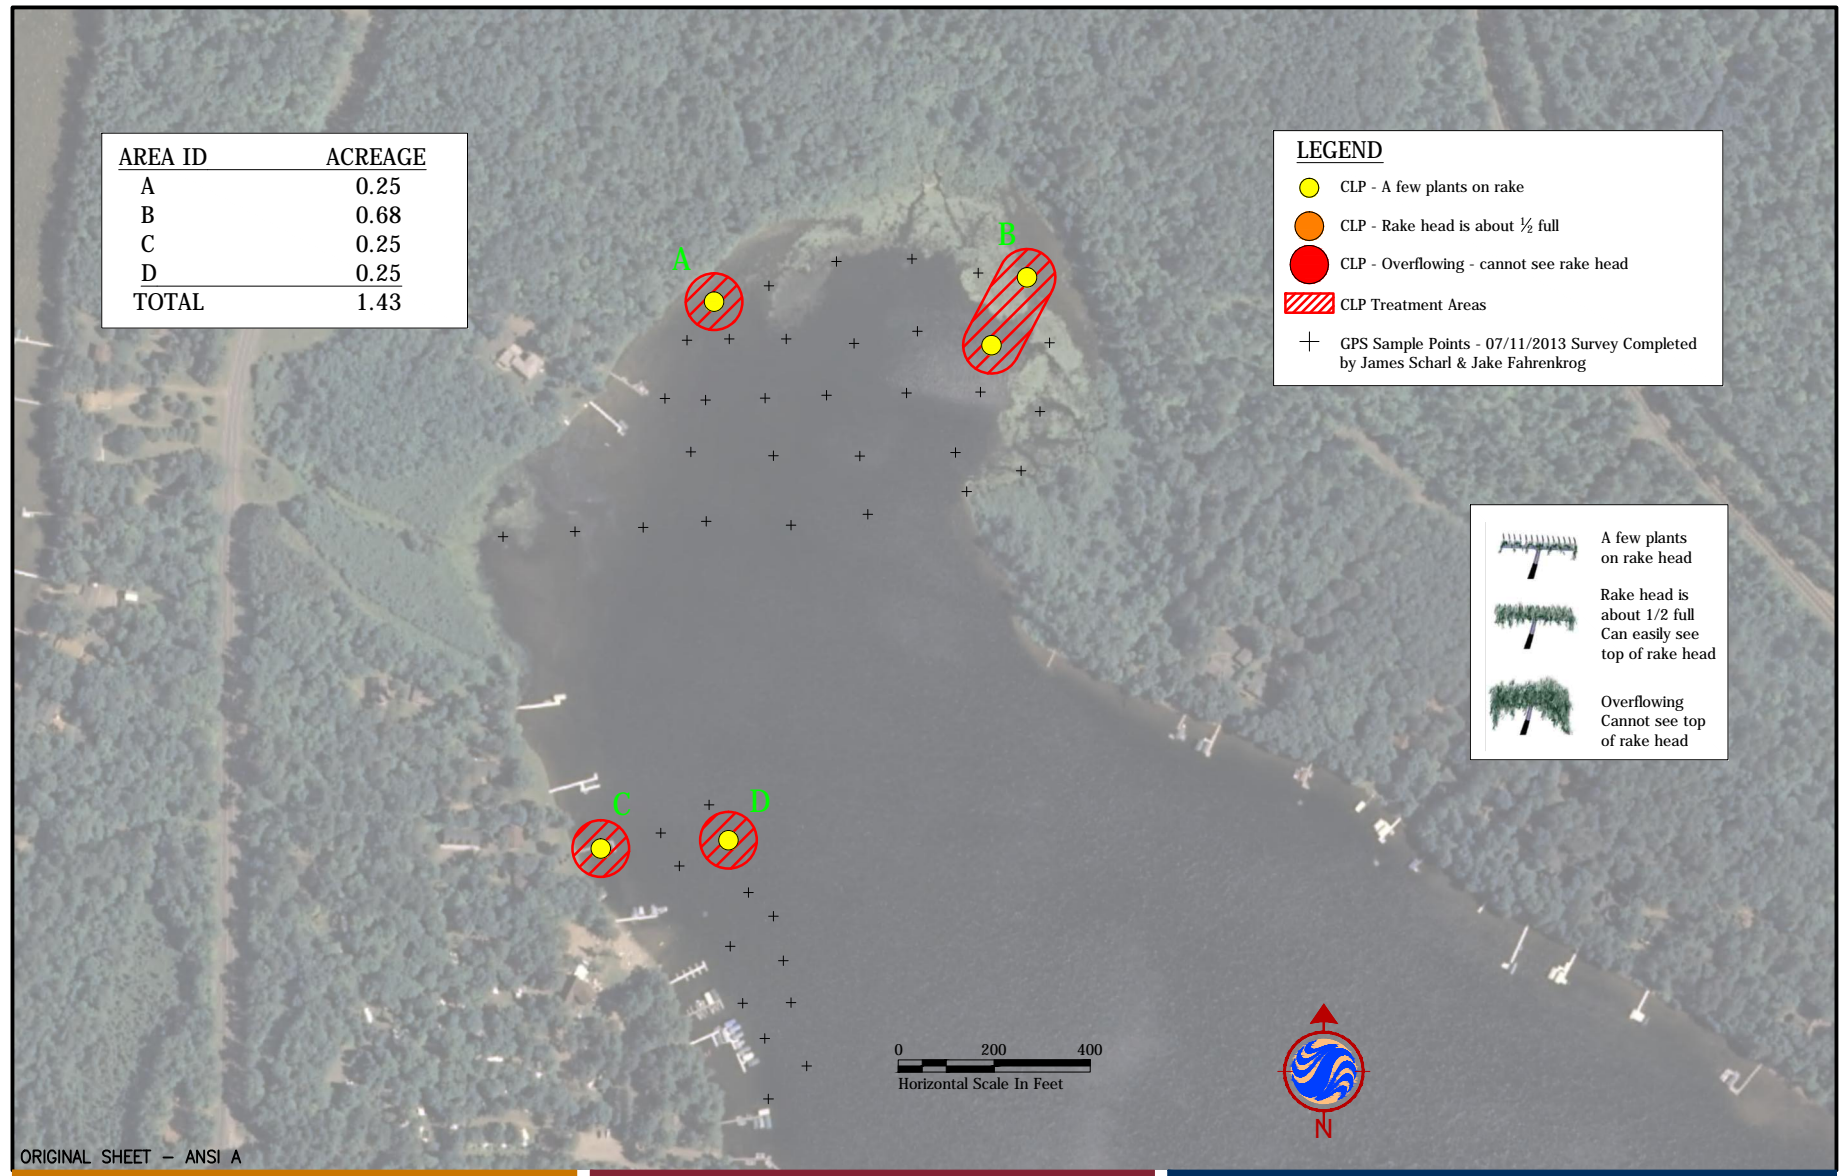 AREA ID ACREAGE
A 0.25
B 0.68
C 0.25
D 0.25
TOTAL 1.43
LEGEND
CLP - A few plants on rake
CLP - Rake head is about ½ full
CLP - Overflowing - cannot see rake head
CLP Treatment Areas
GPS Sample Points - 07/11/2013 Survey Completed
by James Scharl & Jake Fahrenkrog
A
B
A few plants
on rake head
Rake head is
about 1/2 full
Can easily see
top of rake head
Overflowing
Cannot see top
of rake head
C
D
0 200 400
Horizontal Scale In Feet
N
ORIGINAL SHEET - ANSI A